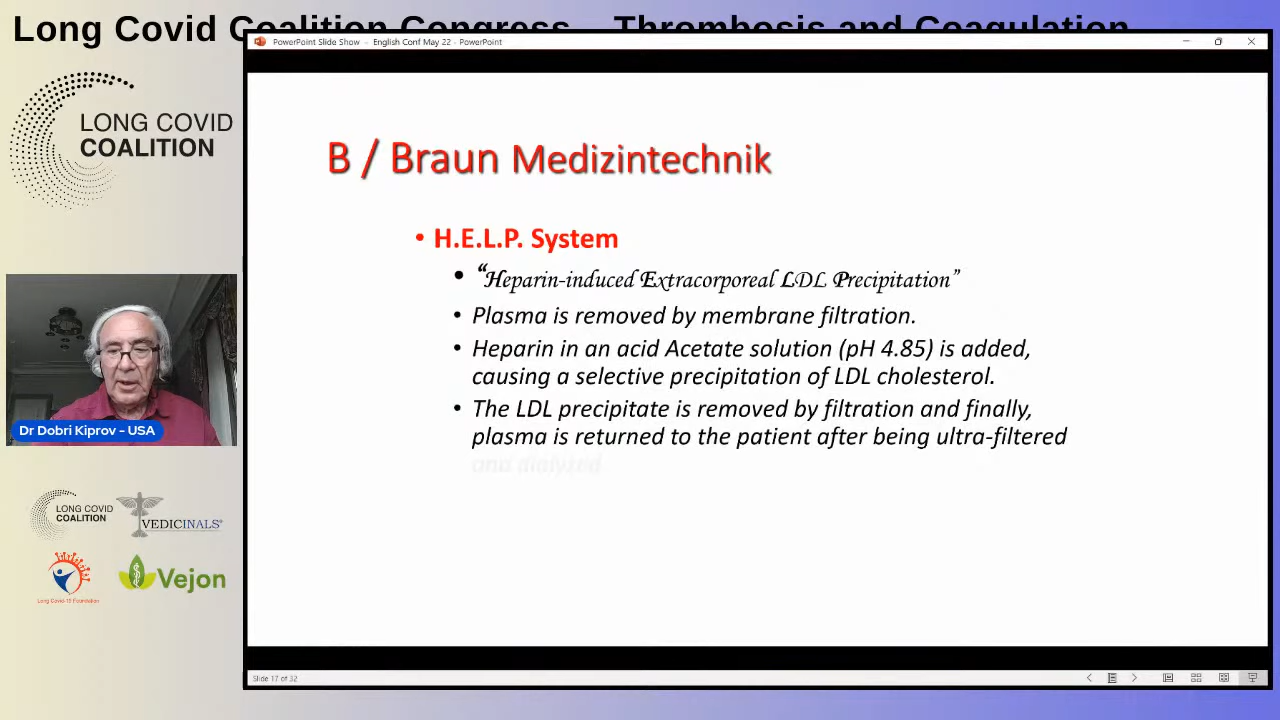 Long Covid Coalition Congress – Thrombosis and Coagulation
PowerPoint Slide Show – English Conf May 22 - PowerPoint
LONG COVID
COALITION
B / Braun Medizintechnik
• H.E.L.P. System
• “Heparin-induced Extracorporeal LDL Precipitation”
• Plasma is removed by membrane filtration.
• Heparin in an acid Acetate solution (pH 4.85) is added,
causing a selective precipitation of LDL cholesterol.
• The LDL precipitate is removed by filtration and finally,
plasma is returned to the patient after being ultra-filtered
and dialyzed
Dr Dobri Kiprov - USA
LONG COVID
COALITION
VEDICINALS®
Long Covid-19 Foundation
Vejon
Slide 17 of 32